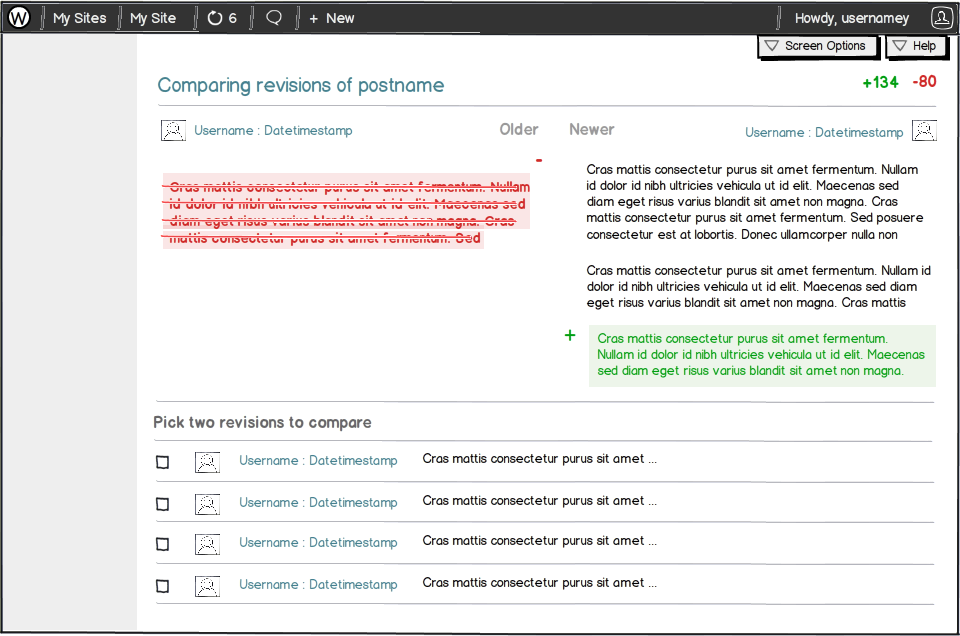 W My Sites My Site 6 + New Howdy, usernamey
Screen Options Help
Comparing revisions of postname +134 -80
Username : Datetimestamp Older Newer Username : Datetimestamp
-
Cras mattis consectetur purus sit amet fermentum. Nullam
id dolor id nibh ultricies vehicula ut id elit. Maecenas sed
diam eget risus varius blandit sit amet non magna. Cras
mattis consectetur purus sit amet fermentum. Sed
Cras mattis consectetur purus sit amet fermentum. Nullam
id dolor id nibh ultricies vehicula ut id elit. Maecenas sed
diam eget risus varius blandit sit amet non magna. Cras
mattis consectetur purus sit amet fermentum. Sed posuere
consectetur est at lobortis. Donec ullamcorper nulla non
Cras mattis consectetur purus sit amet fermentum. Nullam id
dolor id nibh ultricies vehicula ut id elit. Maecenas sed diam
eget risus varius blandit sit amet non magna. Cras mattis
+
Cras mattis consectetur purus sit amet fermentum.
Nullam id dolor id nibh ultricies vehicula ut id elit. Maecenas
sed diam eget risus varius blandit sit amet non magna.
Pick two revisions to compare
Username : Datetimestamp Cras mattis consectetur purus sit amet ...
Username : Datetimestamp Cras mattis consectetur purus sit amet ...
Username : Datetimestamp Cras mattis consectetur purus sit amet ...
Username : Datetimestamp Cras mattis consectetur purus sit amet ...